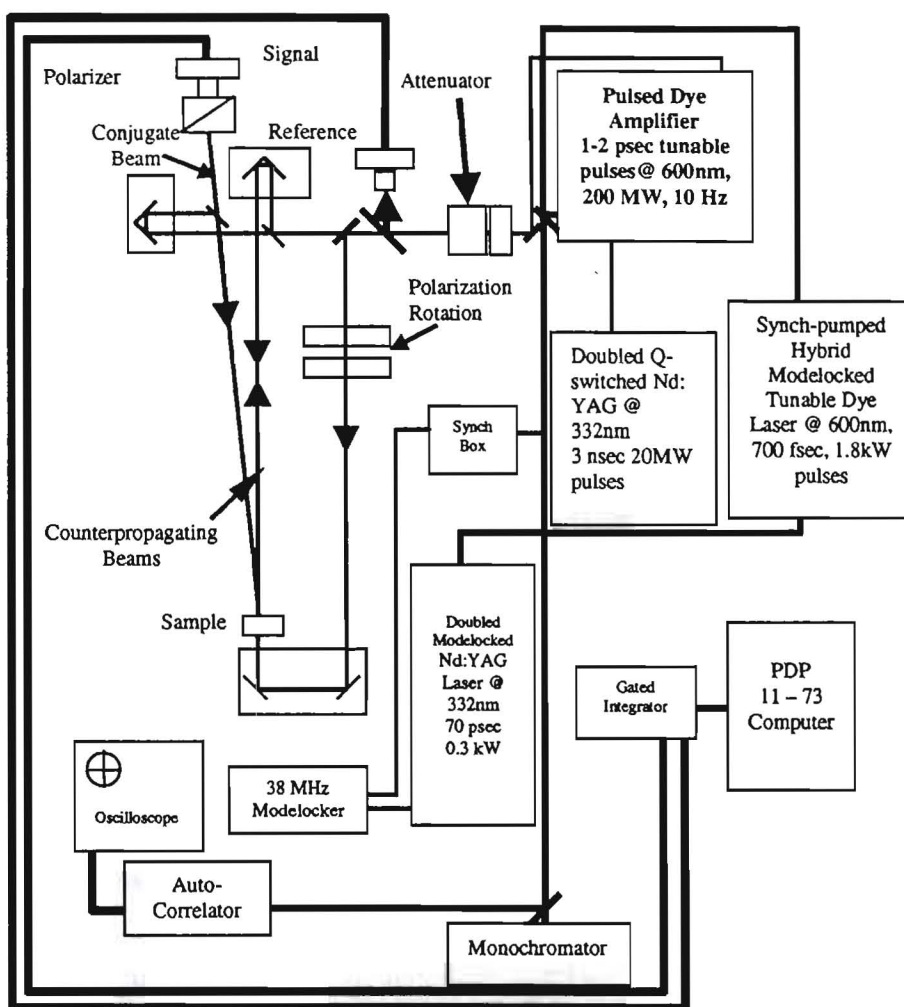 Signal
Polarizer
Attenuator
Conjugate
Beam
Reference
Pulsed Dye
Amplifier
1-2 psec tunable
pulses@ 600nm,
200 MW, 10 Hz
Polarization
Rotation
Synch-pumped
Hybrid
Modelocked
Tunable Dye
Laser @ 600nm,
700 fsec, 1.8kW
pulses
Doubled Q-
switched Nd:
YAG @
332nm
3 nsec 20MW
pulses
Synch
Box
Counterpropagating
Beams
Sample
Doubled
Modelocked
Nd:YAG
Laser @
332nm
70 psec
0.3 kW
Gated
Integrator
PDP
11 – 73
Computer
Oscilloscope
38 MHz
Modelocker
Auto-
Correlator
Monochromator